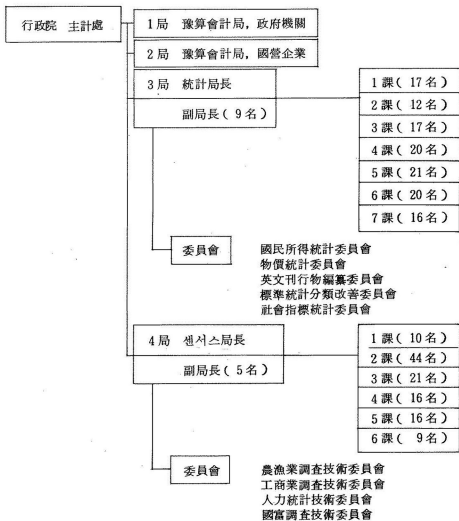 行政院 主計處
1局 豫算會計局, 政府機關
2局 豫算會計局, 國營企業
3局 統計局長
副局長(9名)
1課(17名)
2課(12名)
3課(17名)
4課(20名)
5課(21名)
6課(20名)
7課(16名)
委員會
國民所得統計委員會
物價統計委員會
英文刊行物編纂委員會
標準統計分類改善委員會
社會指標統計委員會
4局 센서스局長
副局長(5名)
1課(10名)
2課(44名)
3課(21名)
4課(16名)
5課(16名)
6課( 9名)
委員會
農漁業調査技術委員會
工商業調査技術委員會
人力統計技術委員會
國富調査技術委員會